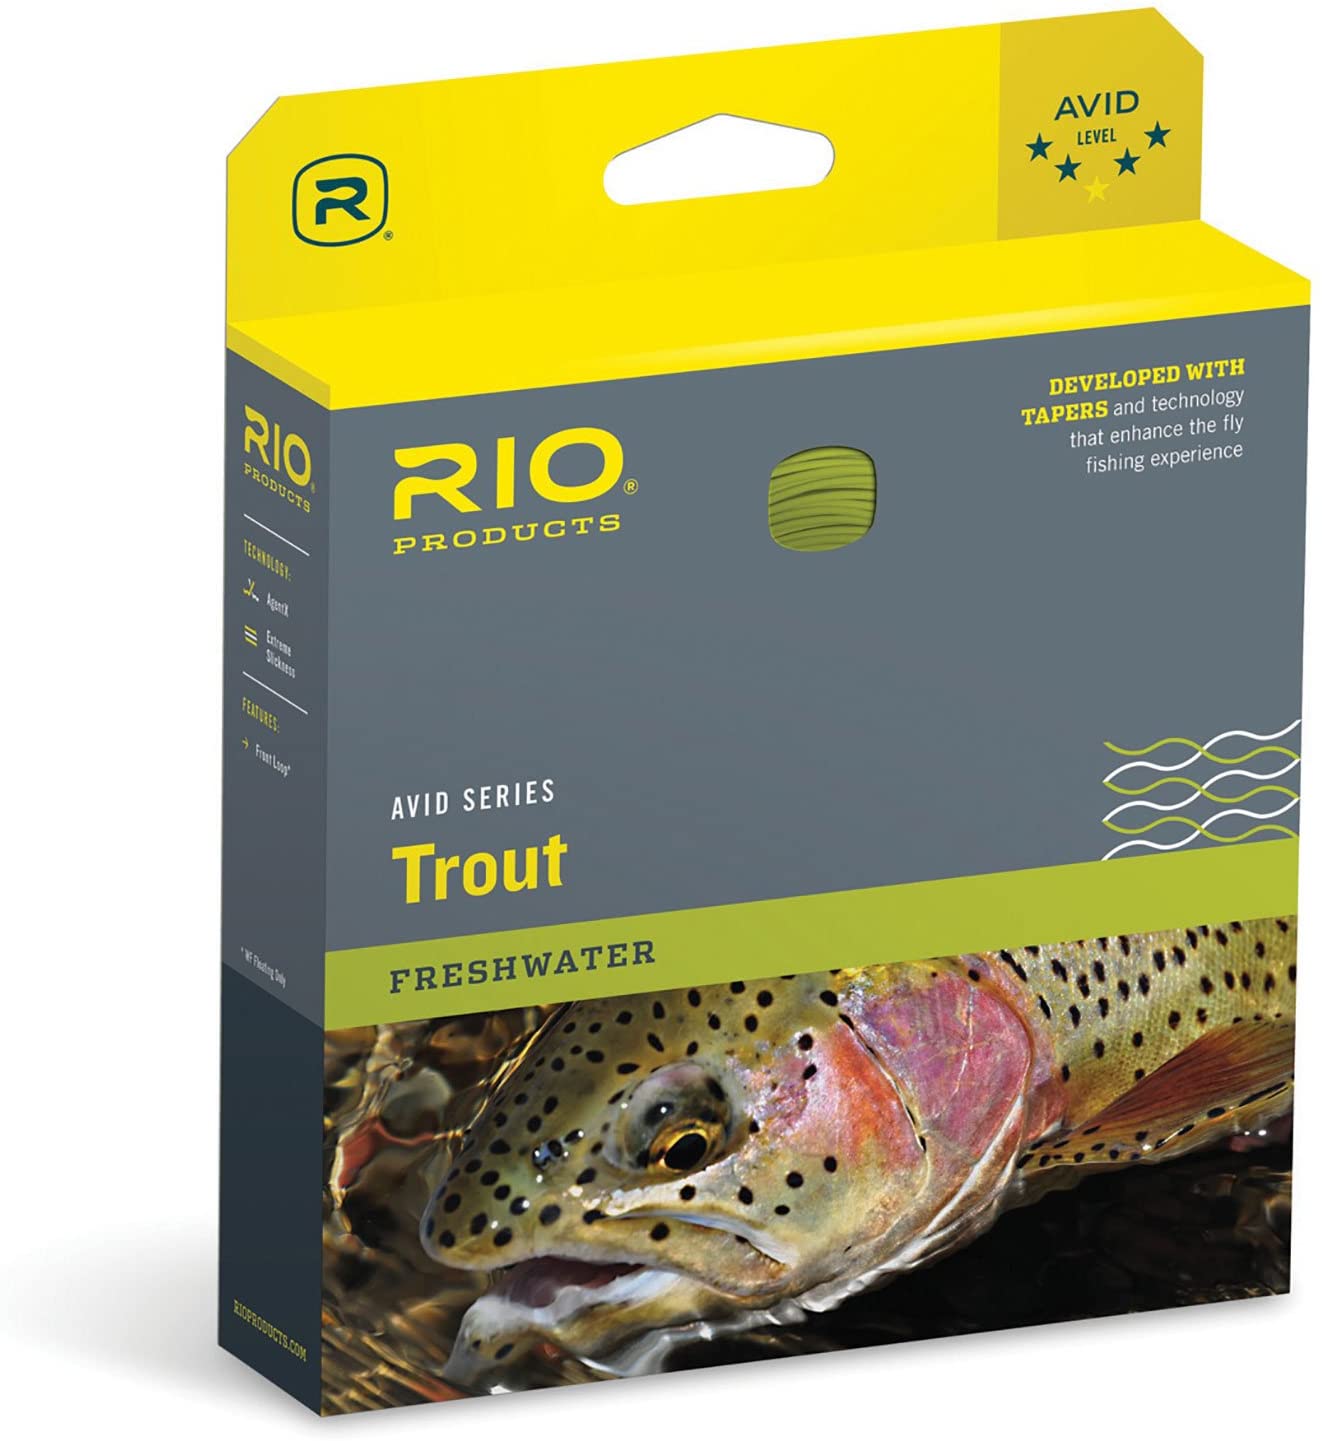 R®
AVID
LEVEL
DEVELOPED WITH
TAPERS and technology
that enhance the fly
fishing experience
RIO®
PRODUCTS
AVID SERIES
Trout
FRESHWATER
RIO®
PRODUCTS
TECHNOLOGY:
AgentX
Extreme
Slickness
FEATURES:
→ Front Loop*
* WF Floating Only
RIOPRODUCTS.COM